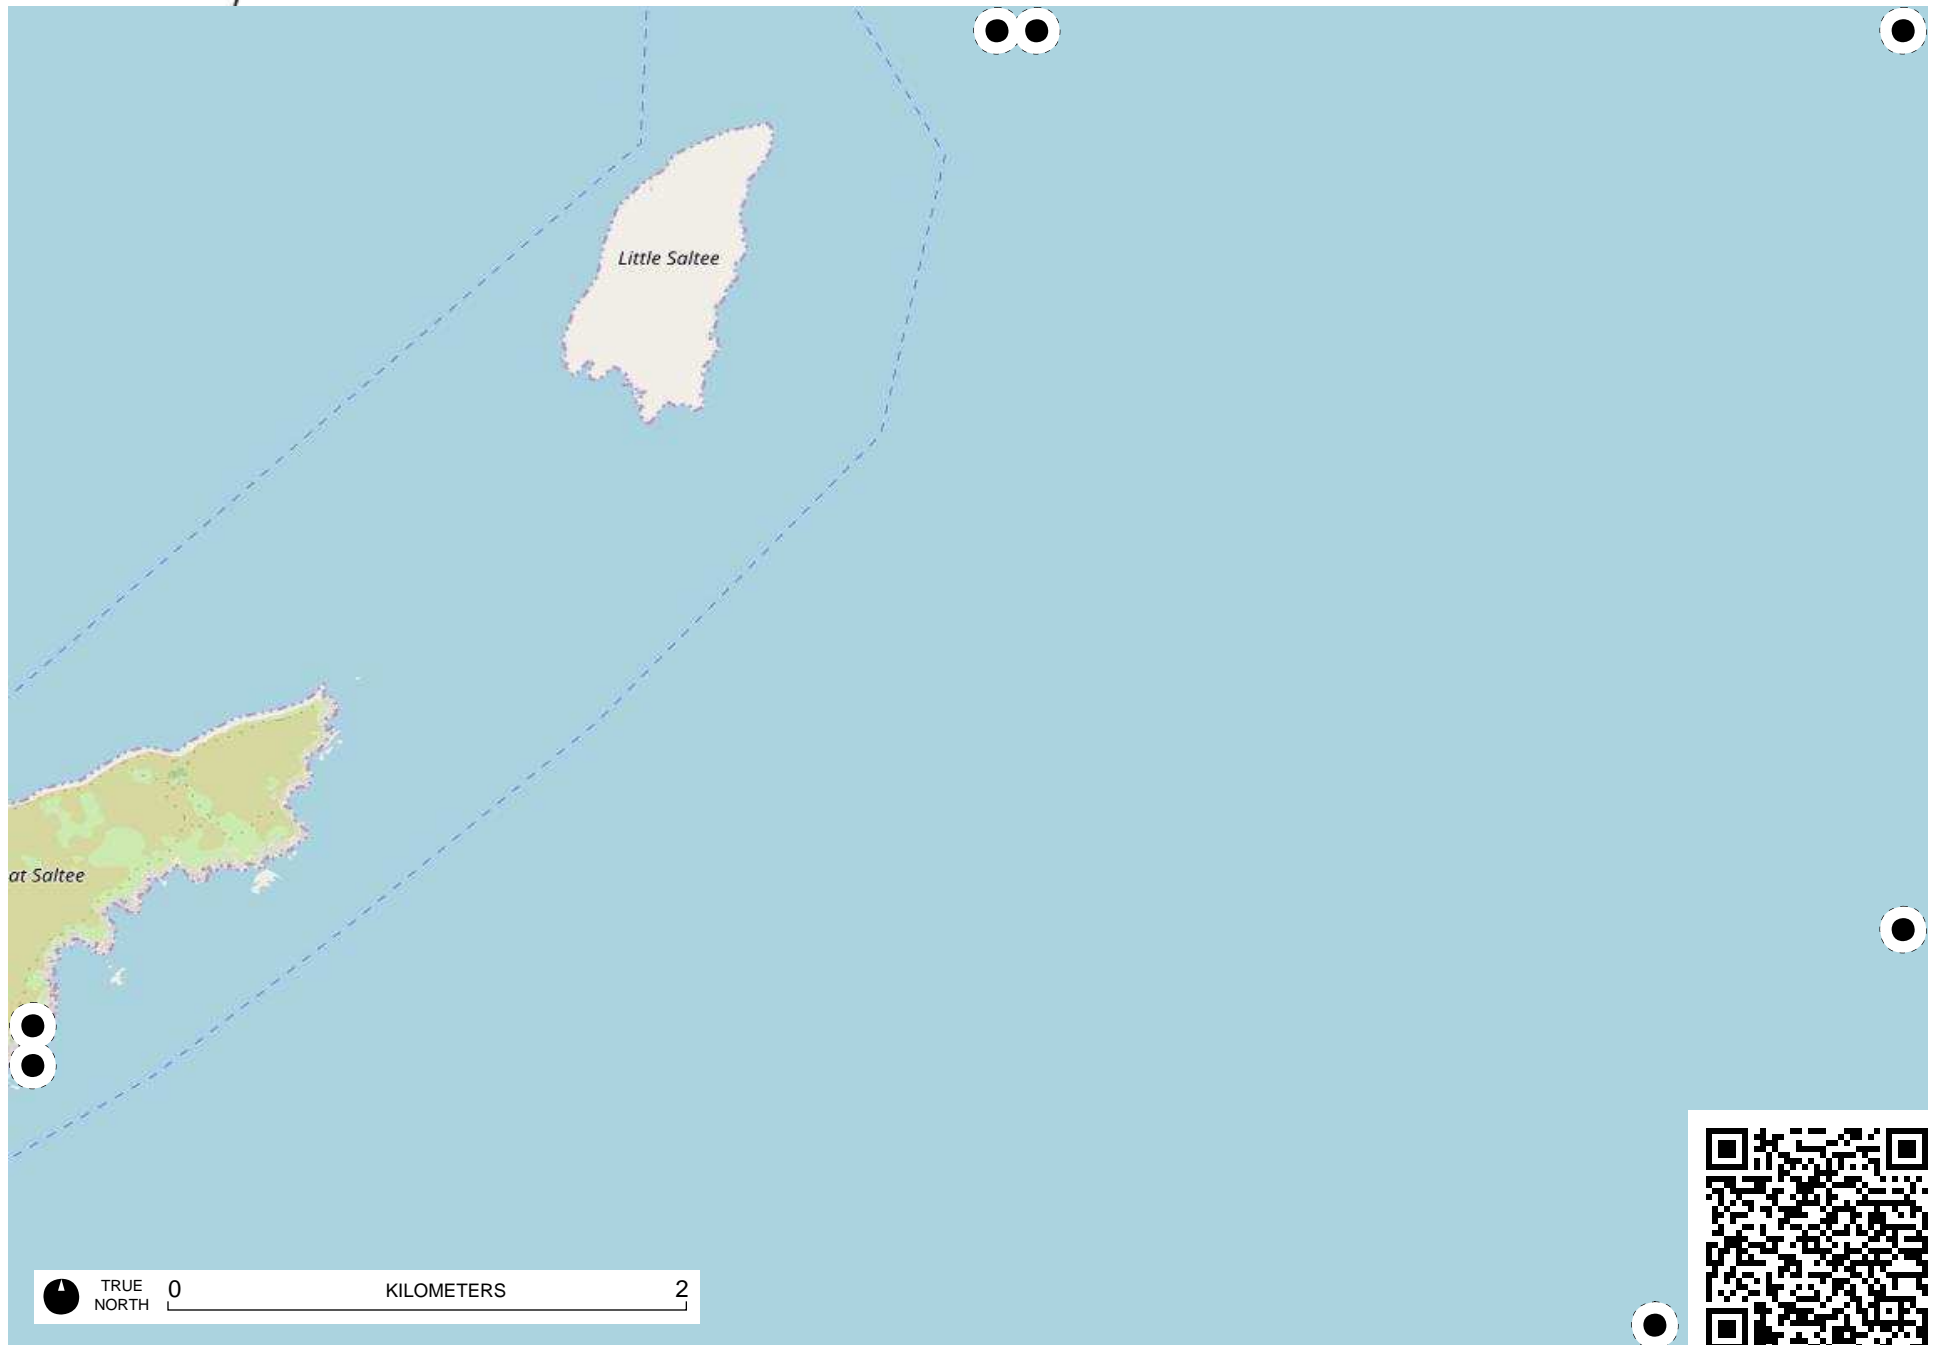 Little Saltee
at Saltee
TRUE
NORTH
0 KILOMETERS 2